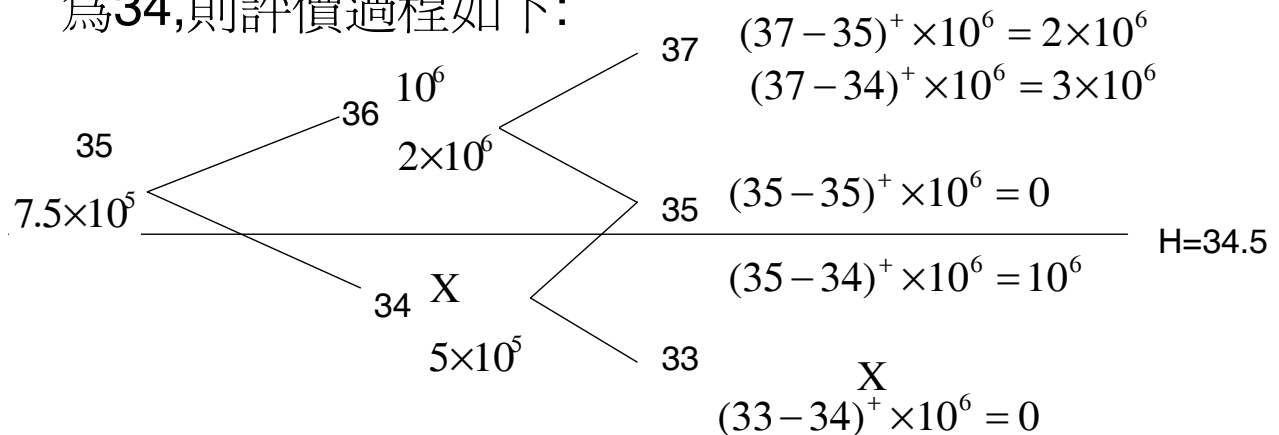 為34,則評價過程如下:
37 (37−35)⁺ ×10⁶ = 2×10⁶
(37−34)⁺ ×10⁶ = 3×10⁶
36 10⁶
2×10⁶
35
7.5×10⁵
35 (35−35)⁺ ×10⁶ = 0
H=34.5
(35−34)⁺ ×10⁶ = 10⁶
34 X
5×10⁵
33 X
(33−34)⁺ ×10⁶ = 0